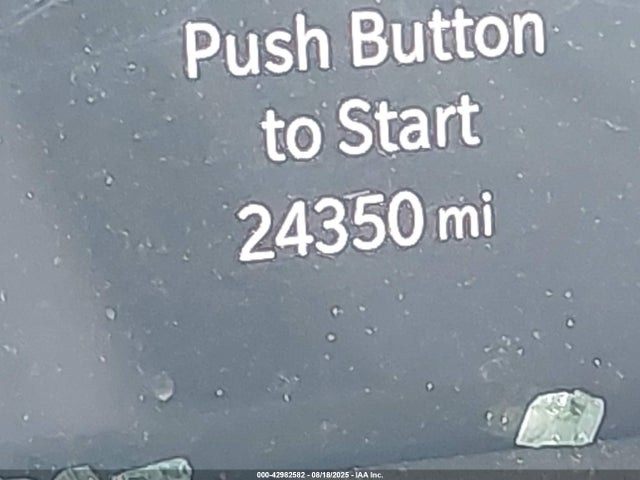 Push Button
to Start
24350 mi
000-42982582 - 08/18/2025 - IAA Inc.